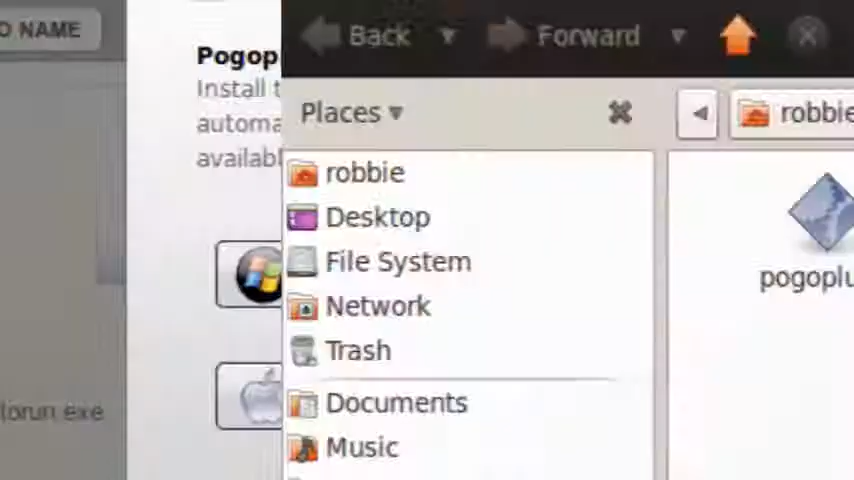 D NAME
Pogop
Install t
automa
availabl
torun exe
Back
Forward
Places
robbie
Desktop
File System
Network
Trash
Documents
Music
robbie
pogoplu